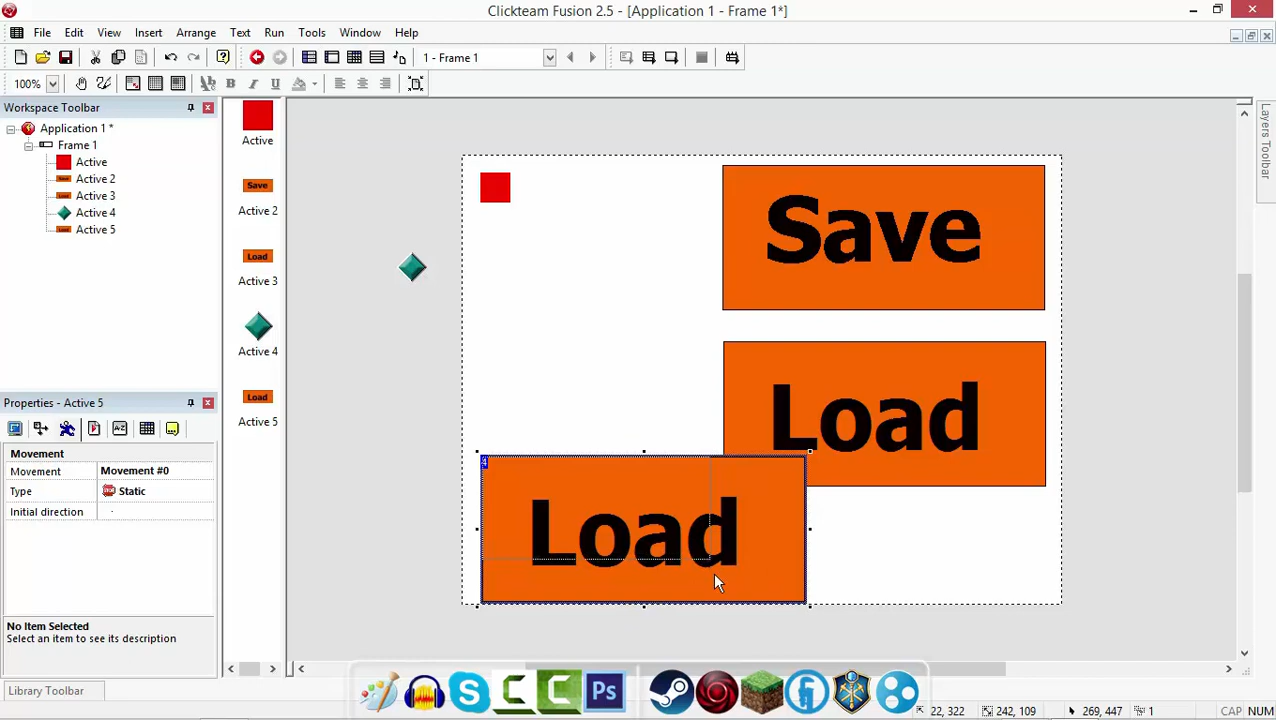 Clickteam Fusion 2.5 - [Application 1 - Frame 1*]
File Edit View Insert Arrange Text Run Tools Window Help
1 - Frame 1
100% B I
Workspace Toolbar
Application 1 *
Frame 1
Active
Active 2
Active 3
Active 4
Active 5
Properties - Active 5
A-Z
Movement
Movement Movement #0
Type Static
Initial direction
No Item Selected
Select an item to see its description
Library Toolbar
Active
Save
Active 2
Load
Active 3
Active 4
Load
Active 5
Save
Load
4
Load
Layers Toolbar
Ps
22, 322 242, 109 269, 447 1 CAP NUM